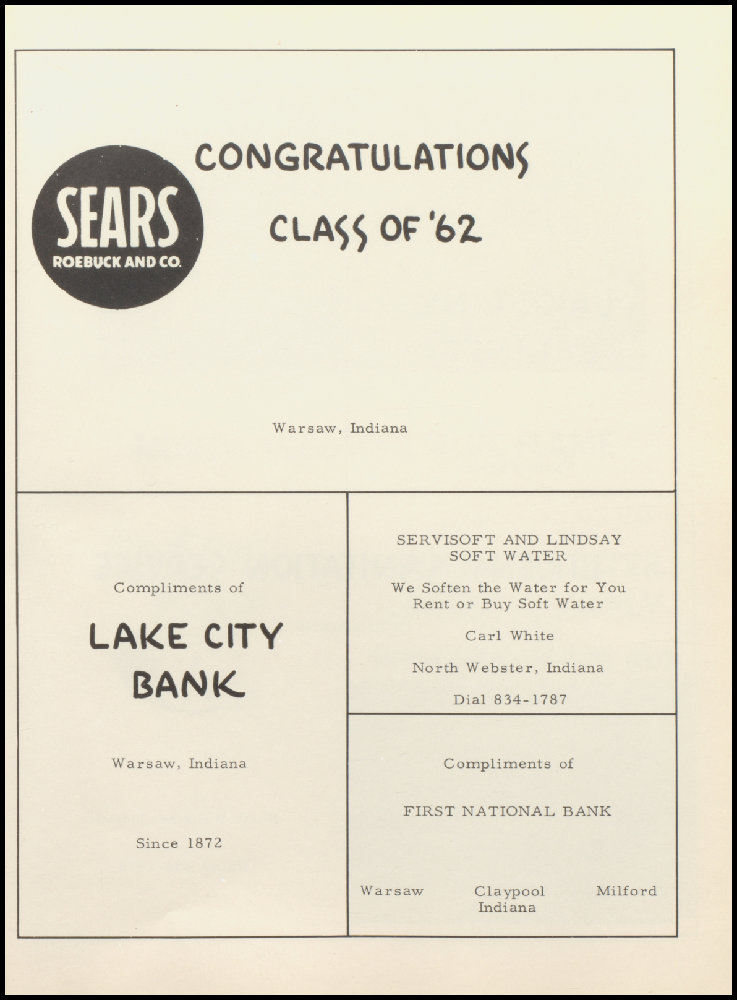 SEARS
ROEBUCK AND CO.
CONGRATULATIONS
CLASS OF '62
Warsaw, Indiana
Compliments of
LAKE CITY
BANK
Warsaw, Indiana
Since 1872
SERVISOFT AND LINDSAY
SOFT WATER
We Soften the Water for You
Rent or Buy Soft Water
Carl White
North Webster, Indiana
Dial 834-1787
Compliments of
FIRST NATIONAL BANK
Warsaw Claypool Milford
Indiana